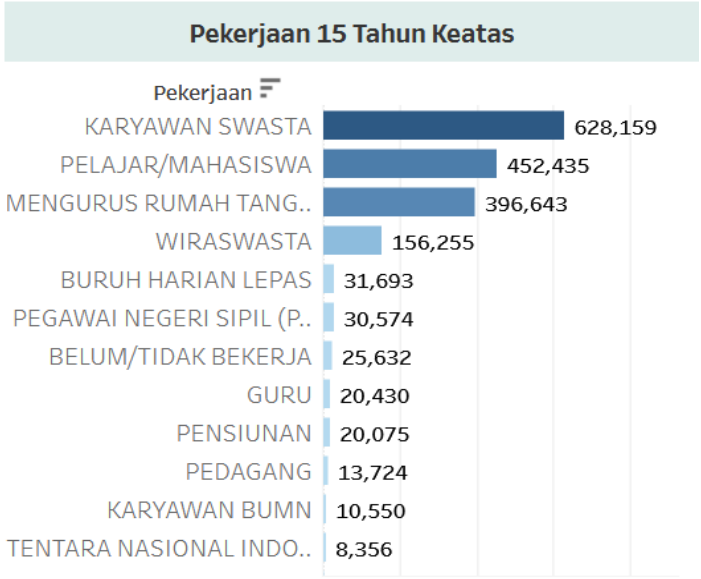 Pekerjaan 15 Tahun Keatas
Pekerjaan
KARYAWAN SWASTA 628,159
PELAJAR/MAHASISWA 452,435
MENGURUS RUMAH TANG.. 396,643
WIRASWASTA 156,255
BURUH HARIAN LEPAS 31,693
PEGAWAI NEGERI SIPIL (P.. 30,574
BELUM/TIDAK BEKERJA 25,632
GURU 20,430
PENSIUNAN 20,075
PEDAGANG 13,724
KARYAWAN BUMN 10,550
TENTARA NASIONAL INDO.. 8,356